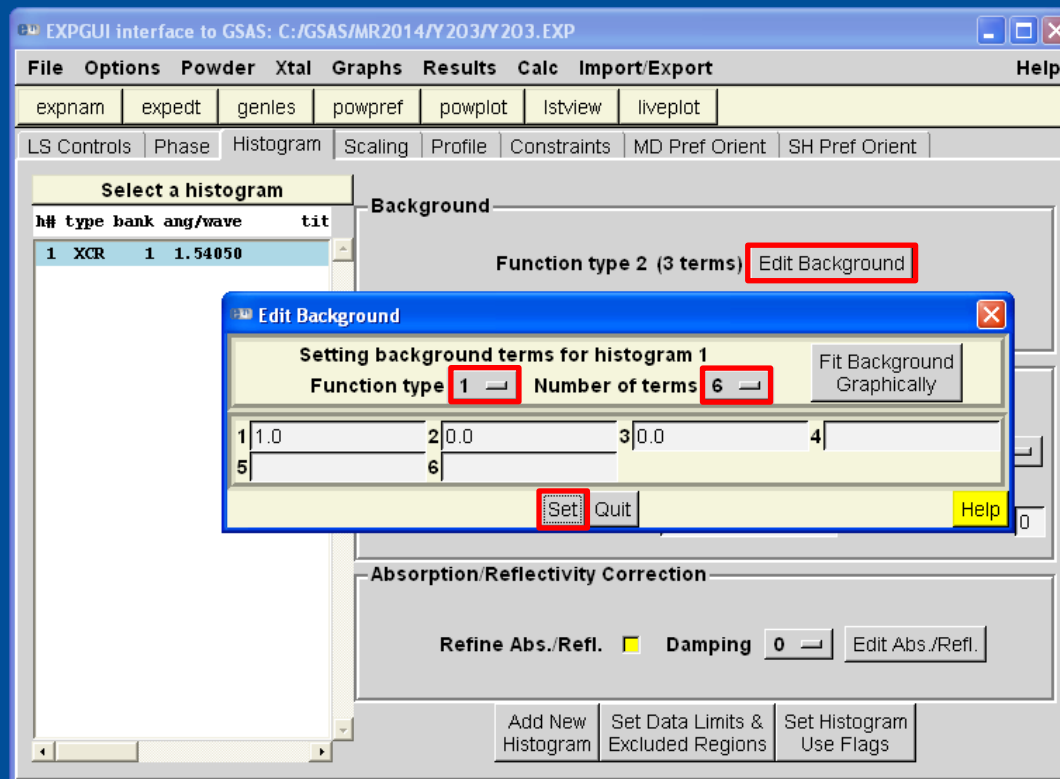 EXPGUI interface to GSAS: C:/GSAS/MR2014/Y2O3/Y2O3.EXP
File Options Powder Xtal Graphs Results Calc Import/Export Help
expnam expedt genles powpref powplot lstview liveplot
LS Controls Phase Histogram Scaling Profile Constraints MD Pref Orient SH Pref Orient
Select a histogram
h# type bank ang/wave tit
1 XCR 1 1.54050
Background
Function type 2 (3 terms) Edit Background
Edit Background
Setting background terms for histogram 1
Function type 1 Number of terms 6
Fit Background
Graphically
1 1.0 2 0.0 3 0.0 4
5 6
Set Quit Help
0
Absorption/Reflectivity Correction
Refine Abs./Refl. Damping 0 Edit Abs./Refl.
Add New
Histogram
Set Data Limits &
Excluded Regions
Set Histogram
Use Flags